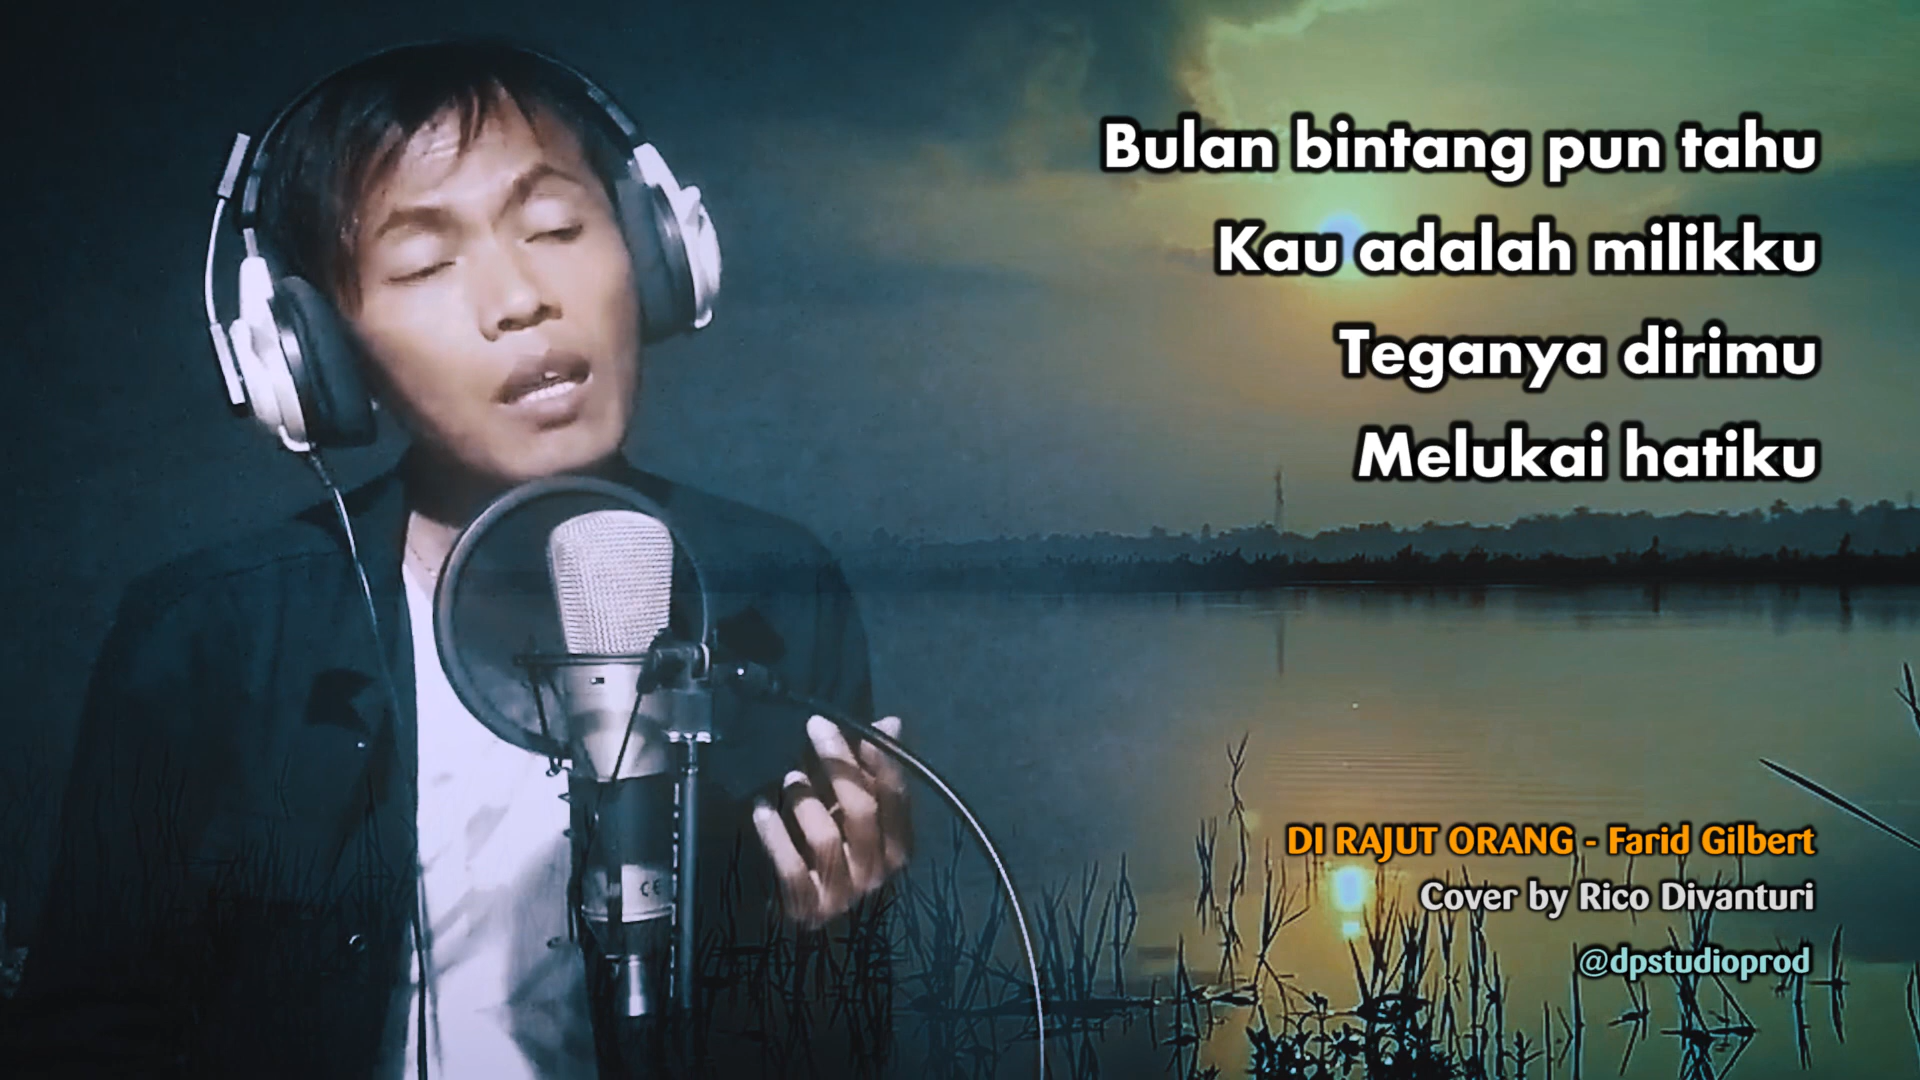 Bulan bintang pun tahu
Kau adalah milikku
Teganya dirimu
Melukai hatiku
DI RAJUT ORANG - Farid Gilbert
Cover by Rico Divanturi
@dpstudioprod
CE